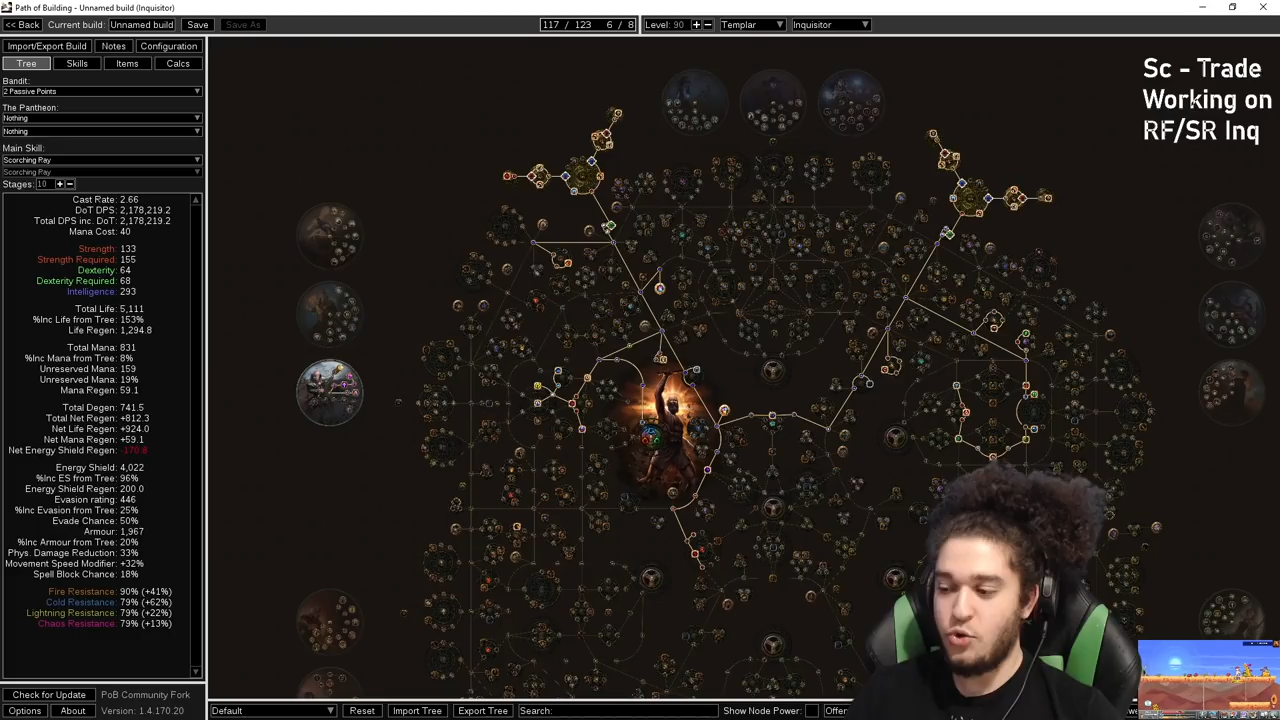 Path of Building - Unnamed build (Inquisitor)
<< Back Current build: Unnamed build Save Save As 117 / 123 6 / 8 Level: 90 + - Templar Inquisitor
Import/Export Build Notes Configuration
Tree Skills Items Calcs
Bandit:
2 Passive Points
The Pantheon:
Nothing
Nothing
Main Skill:
Scorching Ray
Scorching Ray
Stages: 10 + -
Cast Rate: 2.66
DoT DPS: 2,178,219.2
Total DPS inc. DoT: 2,178,219.2
Mana Cost: 40
Strength: 133
Strength Required: 155
Dexterity: 64
Dexterity Required: 68
Intelligence: 293
Total Life: 5,111
%Inc Life from Tree: 153%
Life Regen: 1,294.8
Total Mana: 831
%Inc Mana from Tree: 8%
Unreserved Mana: 159
Unreserved Mana: 19%
Mana Regen: 59.1
Total Degen: 741.5
Total Net Regen: +812.3
Net Life Regen: +924.0
Net Mana Regen: +59.1
Net Energy Shield Regen: -170.8
Energy Shield: 4,022
%Inc ES from Tree: 96%
Energy Shield Regen: 200.0
Evasion rating: 446
%Inc Evasion from Tree: 25%
Evade Chance: 50%
Armour: 1,967
%Inc Armour from Tree: 20%
Phys. Damage Reduction: 33%
Movement Speed Modifier: +32%
Spell Block Chance: 18%
Fire Resistance: 90% (+41%)
Cold Resistance: 79% (+62%)
Lightning Resistance: 79% (+22%)
Chaos Resistance: 79% (+13%)
Check for Update PoB Community Fork
Options About Version: 1.4.170.20
Default Reset Import Tree Export Tree Search: Show Node Power: Offen
Sc - Trade
Working on
RF/SR Inq